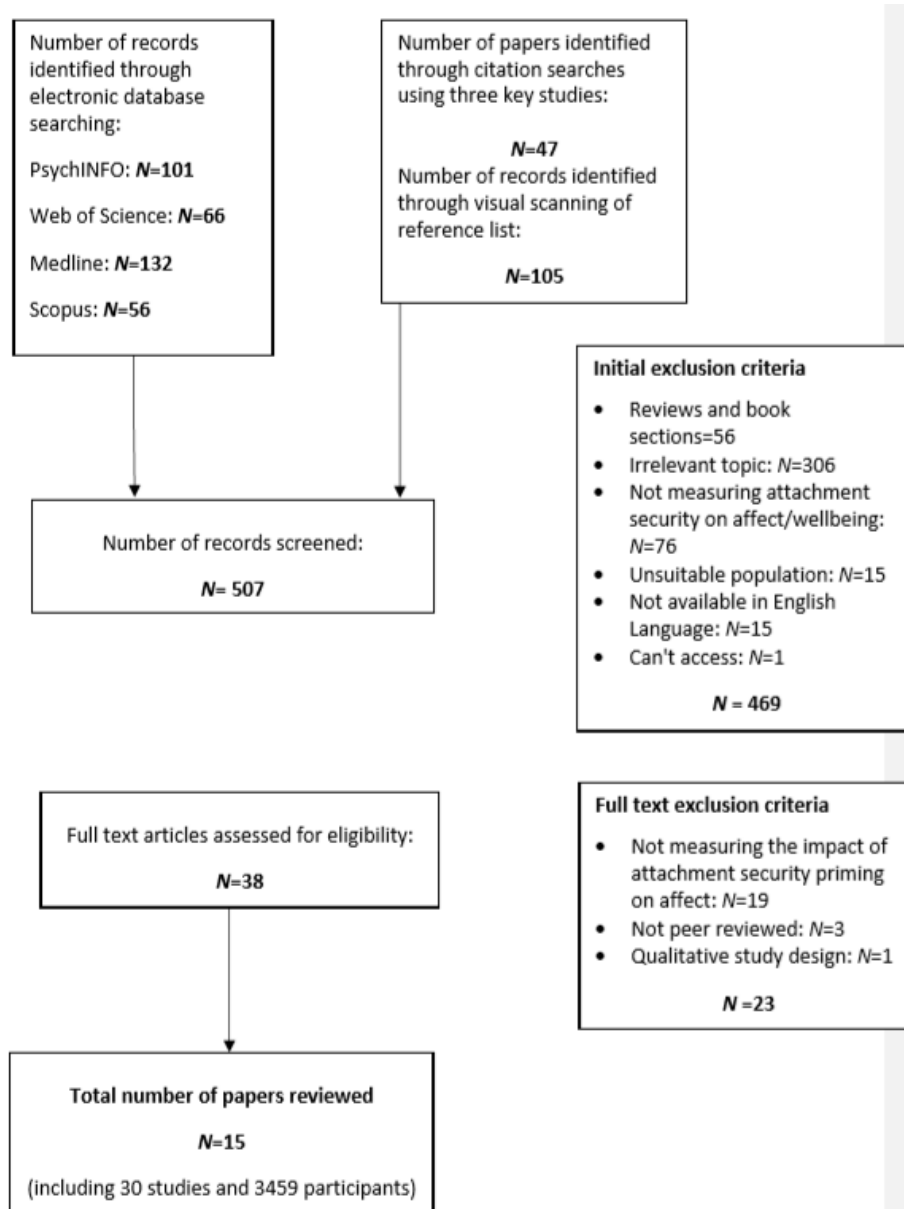 Number of records
identified through
electronic database
searching:
PsychINFO: N=101
Web of Science: N=66
Medline: N=132
Scopus: N=56
Number of papers identified
through citation searches
using three key studies:
N=47
Number of records identified
through visual scanning of
reference list:
N=105
Number of records screened:
N= 507
Initial exclusion criteria
• Reviews and book
sections=56
• Irrelevant topic: N=306
• Not measuring attachment
security on affect/wellbeing:
N=76
• Unsuitable population: N=15
• Not available in English
Language: N=15
• Can't access: N=1
N = 469
Full text articles assessed for eligibility:
N=38
Full text exclusion criteria
• Not measuring the impact of
attachment security priming
on affect: N=19
• Not peer reviewed: N=3
• Qualitative study design: N=1
N =23
Total number of papers reviewed
N=15
(including 30 studies and 3459 participants)